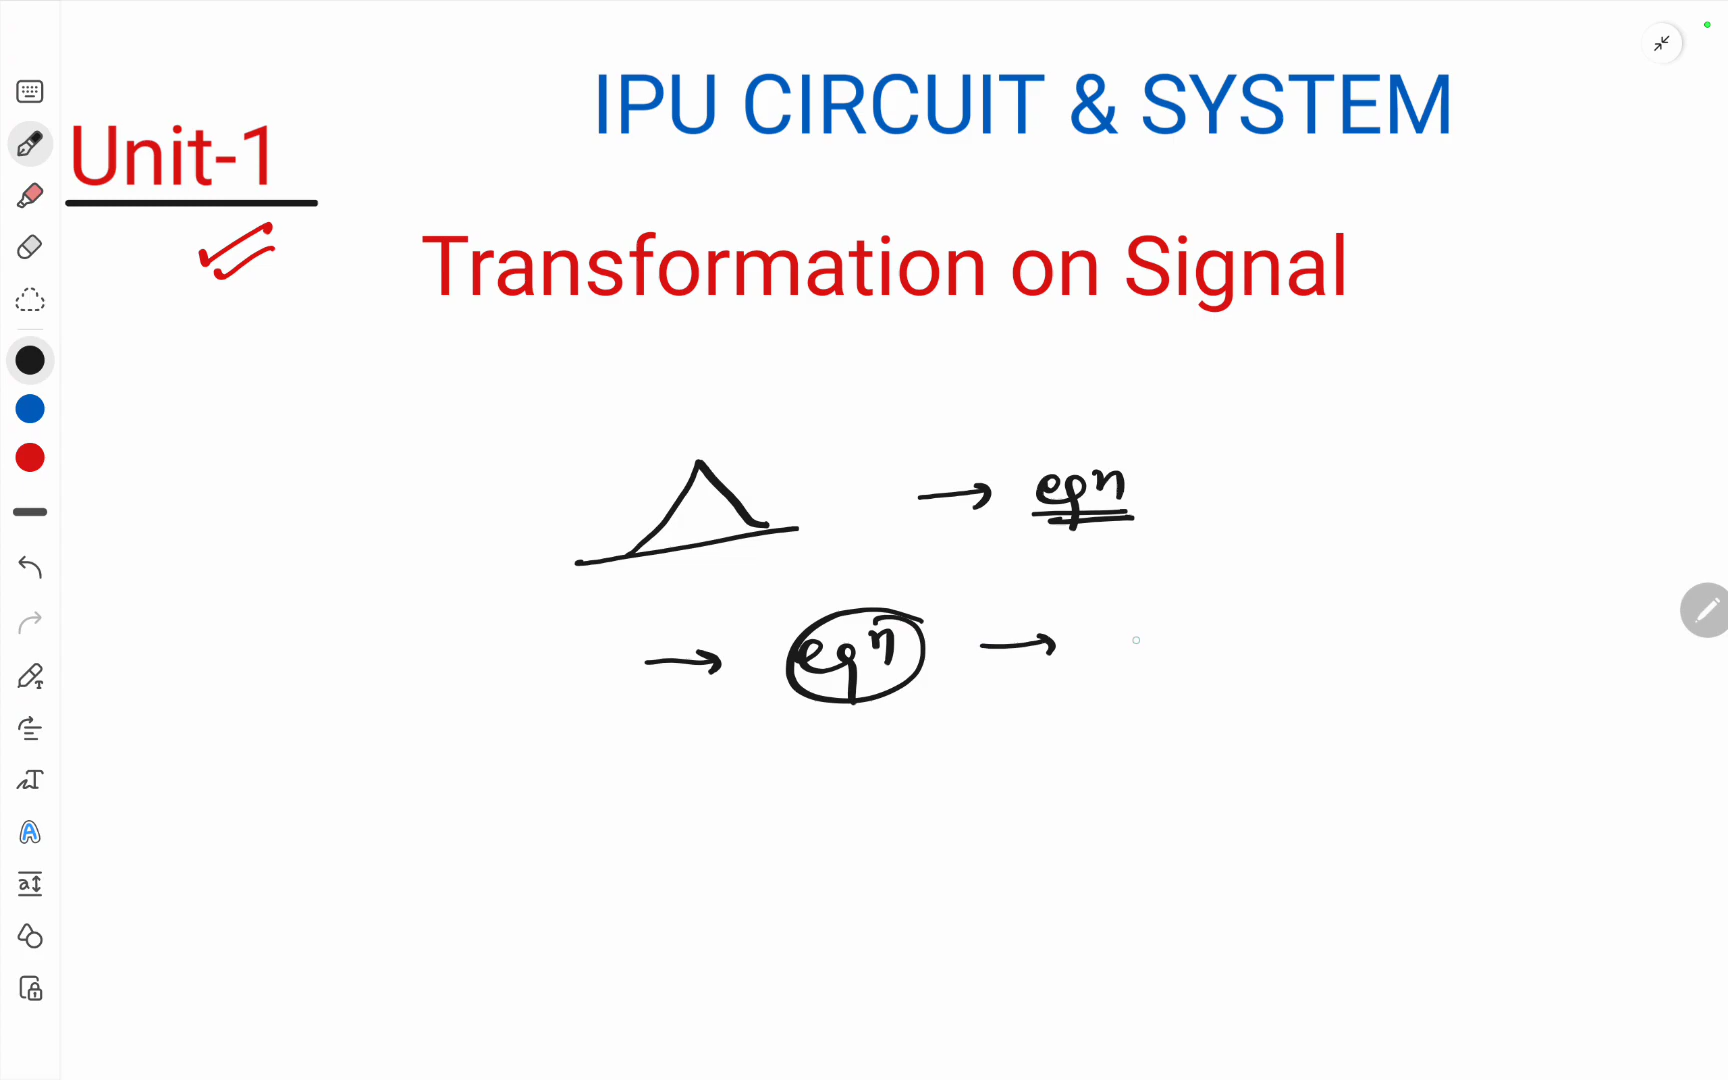 IPU CIRCUIT & SYSTEM
Unit-1
Transformation on Signal
→ eqn
→ eqn →